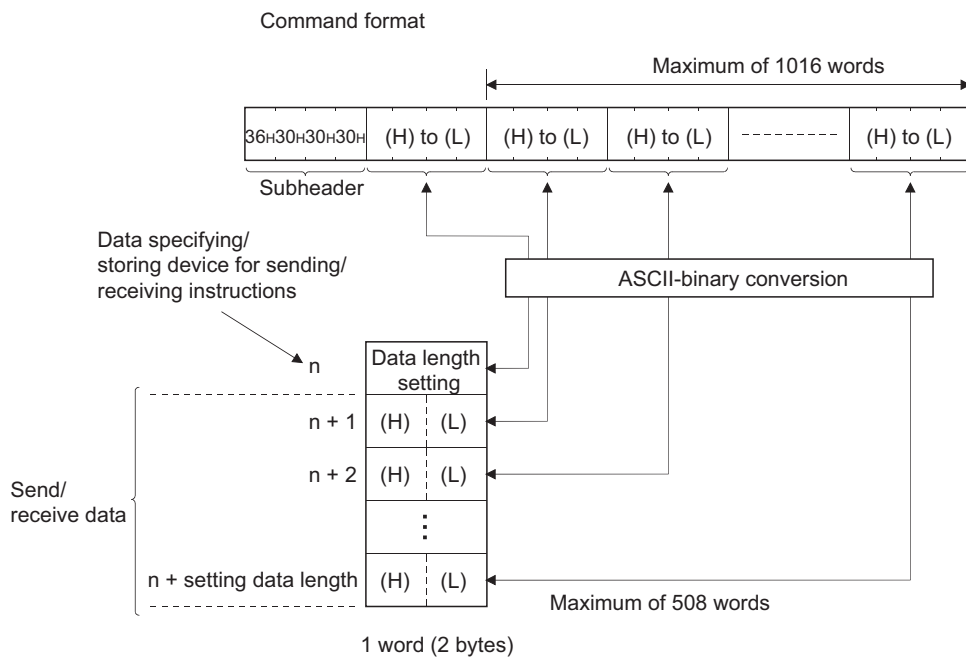 Command format
Maximum of 1016 words
36H30H30H30H (H) to (L) (H) to (L) (H) to (L) (H) to (L)
Subheader
Data specifying/
storing device for sending/
receiving instructions
ASCII-binary conversion
n
Data length
setting
n + 1 (H) (L)
n + 2 (H) (L)
Send/
receive data
n + setting data length (H) (L)
Maximum of 508 words
1 word (2 bytes)